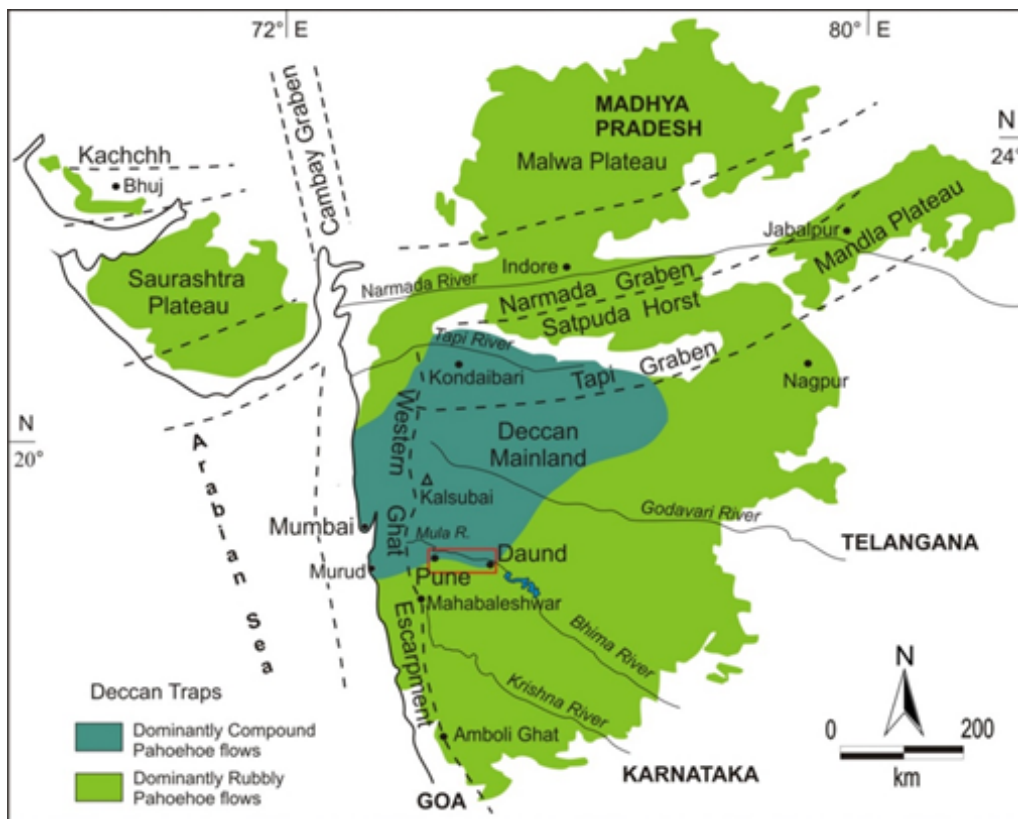 72° E
80° E
MADHYA
PRADESH
Malwa Plateau
N
24°
Kachchh
Bhuj
Cambay Graben
Jabalpur
Mandla Plateau
Saurashtra
Plateau
Indore
Narmada River
Narmada Graben
Satpuda Horst
Tapi River
Kondaibari
Tapi Graben
Nagpur
N
20°
Western Ghat Escarpment
Deccan
Mainland
Arabian Sea
Kalsubai
Godavari River
Mumbai
Mula R.
TELANGANA
Daund
Murud
Pune
Mahabaleshwar
Bhima River
Krishna River
N
Deccan Traps
Dominantly Compound
Pahoehoe flows
Amboli Ghat
0 200
km
Dominantly Rubbly
Pahoehoe flows
KARNATAKA
GOA